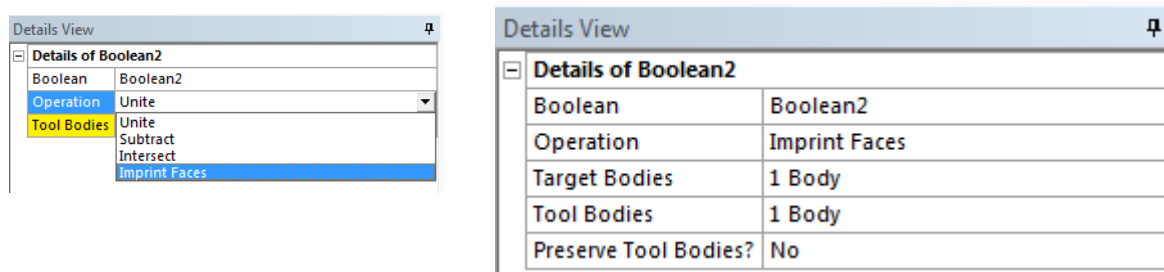 Details View
Details of Boolean2
Boolean Boolean2
Operation Unite
Tool Bodies Unite
Subtract
Intersect
Imprint Faces
Details View
Details of Boolean2
Boolean Boolean2
Operation Imprint Faces
Target Bodies 1 Body
Tool Bodies 1 Body
Preserve Tool Bodies? No